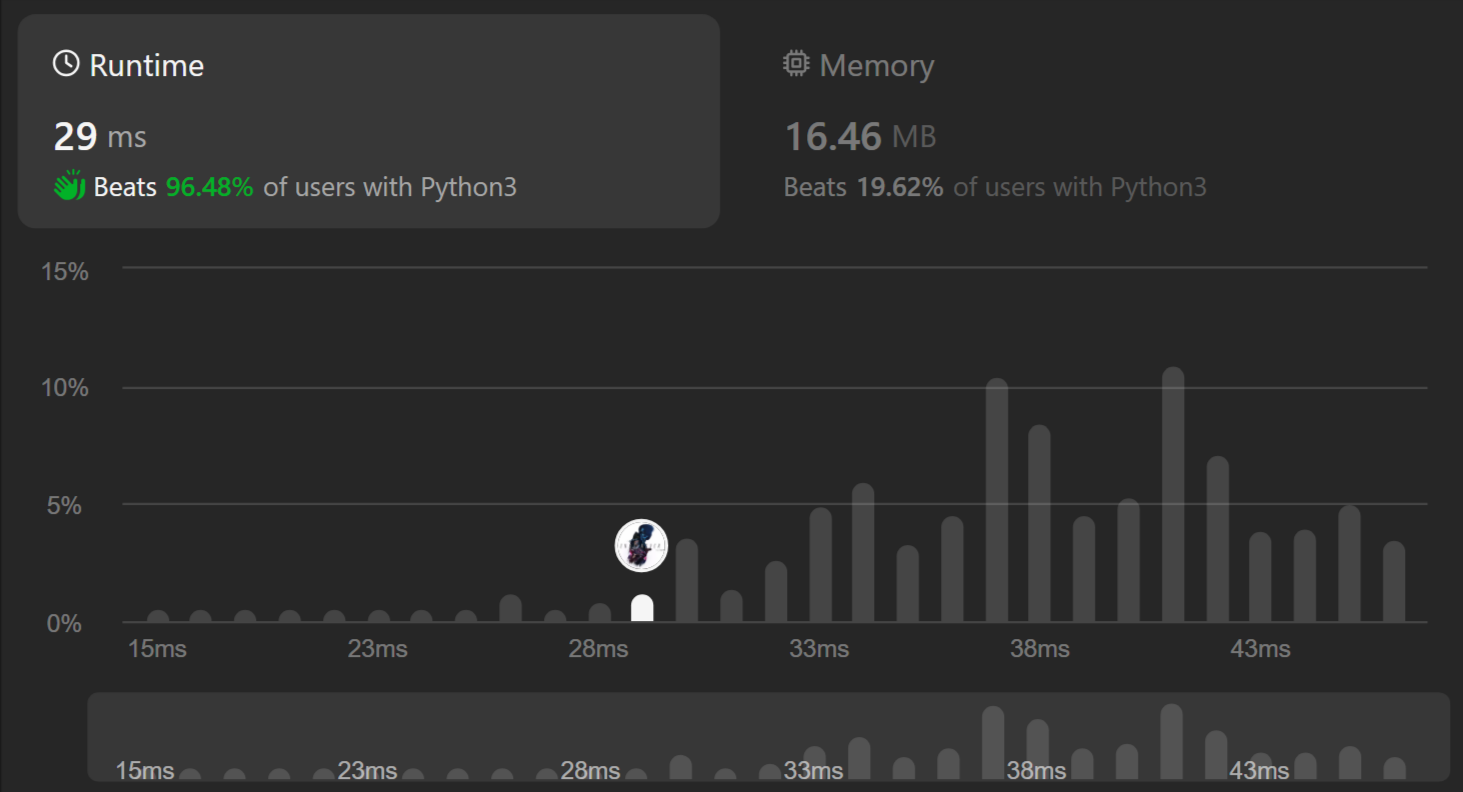 Runtime
29 ms
Beats 96.48% of users with Python3
Memory
16.46 MB
Beats 19.62% of users with Python3
15%
10%
5%
0%
15ms 23ms 28ms 33ms 38ms 43ms
15ms 23ms 28ms 33ms 38ms 43ms